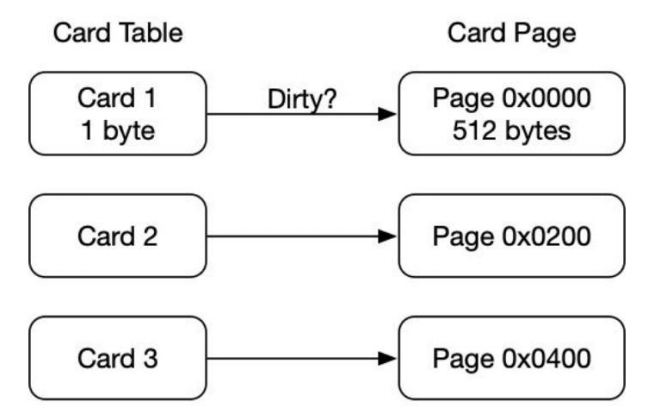 Card Table
Card Page
Card 1
1 byte
Dirty?
Page 0x0000
512 bytes
Card 2
Page 0x0200
Card 3
Page 0x0400